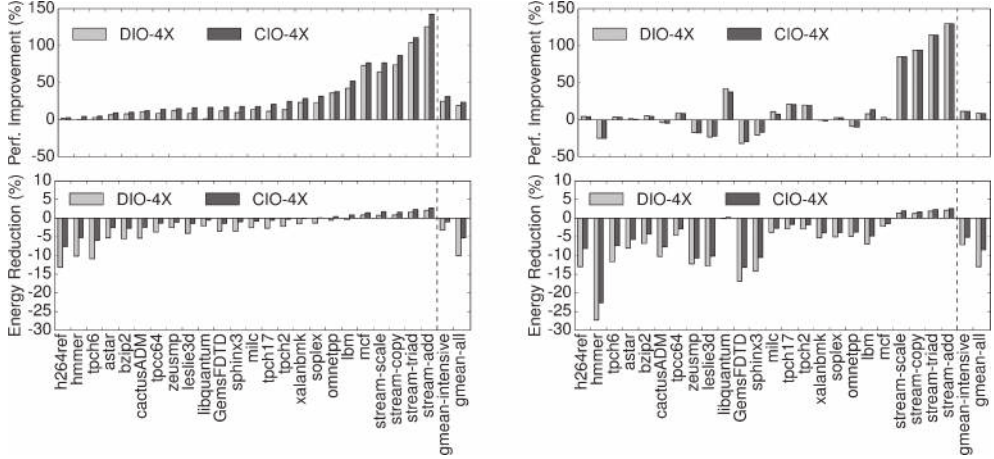 150
100
50
0
50
Perf. Improvement (%)
DIO-4X
CIO-4X
10
5
0
-5
-10
-15
-20
-25
-30
Energy Reduction (%)
DIO-4X
CIO-4X
h264ref
hmmer
tpch6
astar
bzip2
cactusADM
tpcc64
zeusmp
leslie3d
libquantum
GemsFDTD
sphinx3
milc
tpch17
tpch2
xalanbmk
soplex
omnetpp
lbm
mcf
stream-scale
stream-copy
stream-triad
stream-add
gmean-intensive
gmean-all
150
100
50
0
50
Perf. Improvement (%)
DIO-4X
CIO-4X
10
5
0
-5
-10
-15
-20
-25
-30
Energy Reduction (%)
DIO-4X
CIO-4X
h264ref
hmmer
tpch6
astar
bzip2
cactusADM
tpcc64
zeusmp
leslie3d
libquantum
GemsFDTD
sphinx3
milc
tpch17
tpch2
xalanbmk
soplex
omnetpp
lbm
mcf
stream-scale
stream-copy
stream-triad
stream-add
gmean-intensive
gmean-all